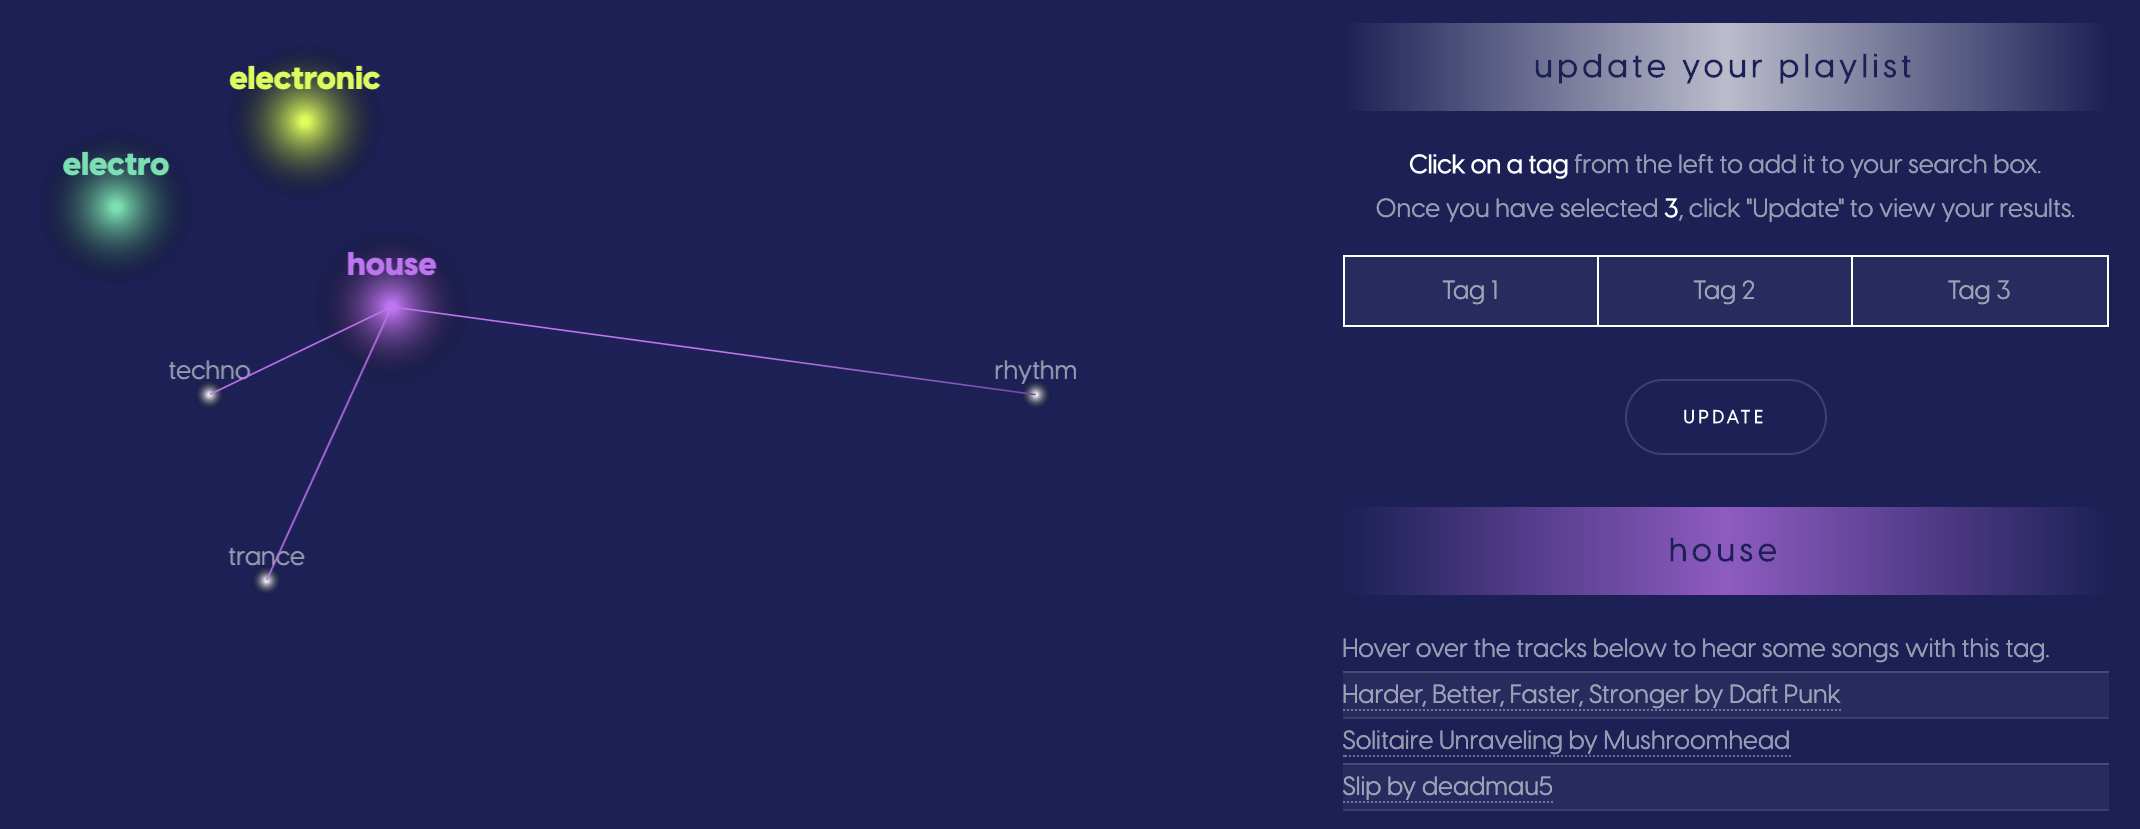 electronic
electro
house
techno
rhythm
trance
update your playlist
Click on a tag from the left to add it to your search box.
Once you have selected 3, click "Update" to view your results.
Tag 1
Tag 2
Tag 3
UPDATE
house
Hover over the tracks below to hear some songs with this tag.
Harder, Better, Faster, Stronger by Daft Punk
Solitaire Unraveling by Mushroomhead
Slip by deadmau5